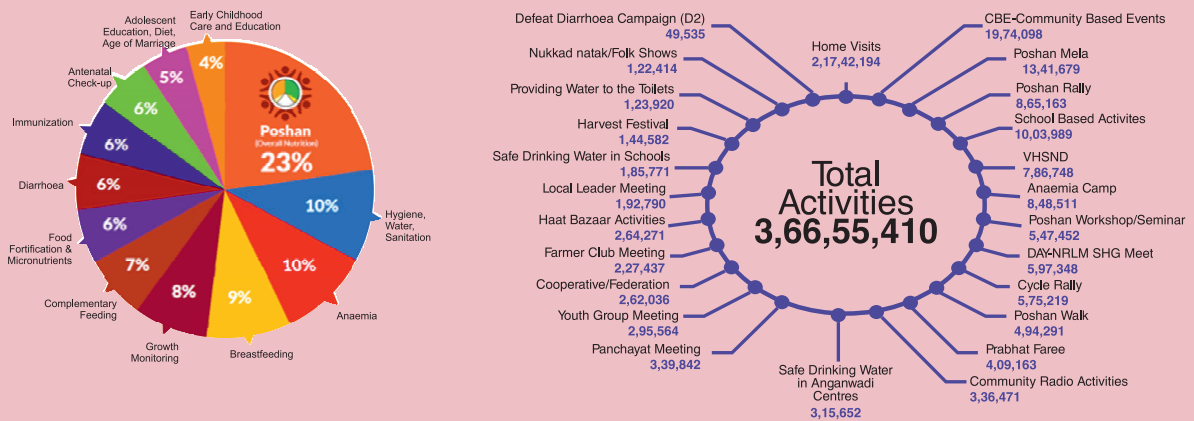 Early Childhood
Care and Education
4%
Adolescent
Education, Diet,
Age of Marriage
5%
Antenatal
Check-up
6%
Immunization
6%
Diarrhoea
6%
Food
Fortification &
Micronutrients
6%
Complementary
Feeding
7%
Growth
Monitoring
8%
Breastfeeding
9%
Anaemia
10%
Hygiene,
Water,
Sanitation
10%
Poshan
(Overall Nutrition)
23%
Defeat Diarrhoea Campaign (D2)
49,535
Nukkad natak/Folk Shows
1,22,414
Providing Water to the Toilets
1,23,920
Harvest Festival
1,44,582
Safe Drinking Water in Schools
1,85,771
Local Leader Meeting
1,92,790
Haat Bazaar Activities
2,64,271
Farmer Club Meeting
2,27,437
Cooperative/Federation
2,62,036
Youth Group Meeting
2,95,564
Panchayat Meeting
3,39,842
Home Visits
2,17,42,194
Total
Activities
3,66,55,410
Safe Drinking Water
in Anganwadi
Centres
3,15,652
CBE-Community Based Events
19,74,098
Poshan Mela
13,41,679
Poshan Rally
8,65,163
School Based Activites
10,03,989
VHSND
7,86,748
Anaemia Camp
8,48,511
Poshan Workshop/Seminar
5,47,452
DAY-NRLM SHG Meet
5,97,348
Cycle Rally
5,75,219
Poshan Walk
4,94,291
Prabhat Faree
4,09,163
Community Radio Activities
3,36,471